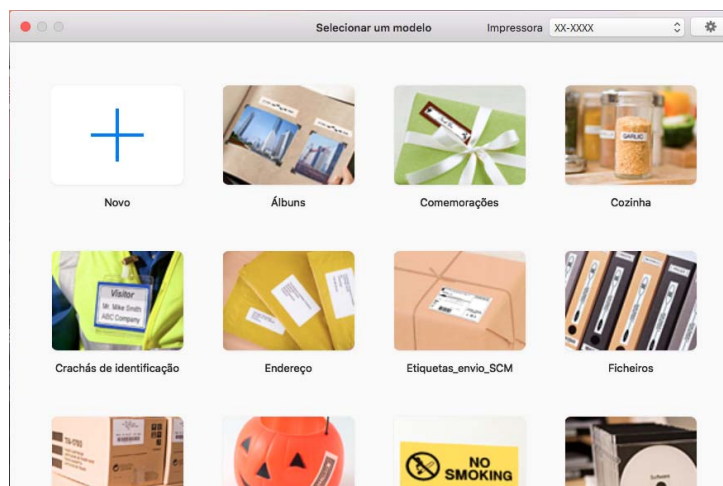 Selecionar um modelo
Impressora XX-XXXX
Novo
Álbuns
GARLIC
Comemorações
Cozinha
Visitor
Mr. Mike Smith
ABC Company
Crachás de identificação
Endereço
Etiquetas_envio_SCM
Ficheiros
NO
SMOKING
Software